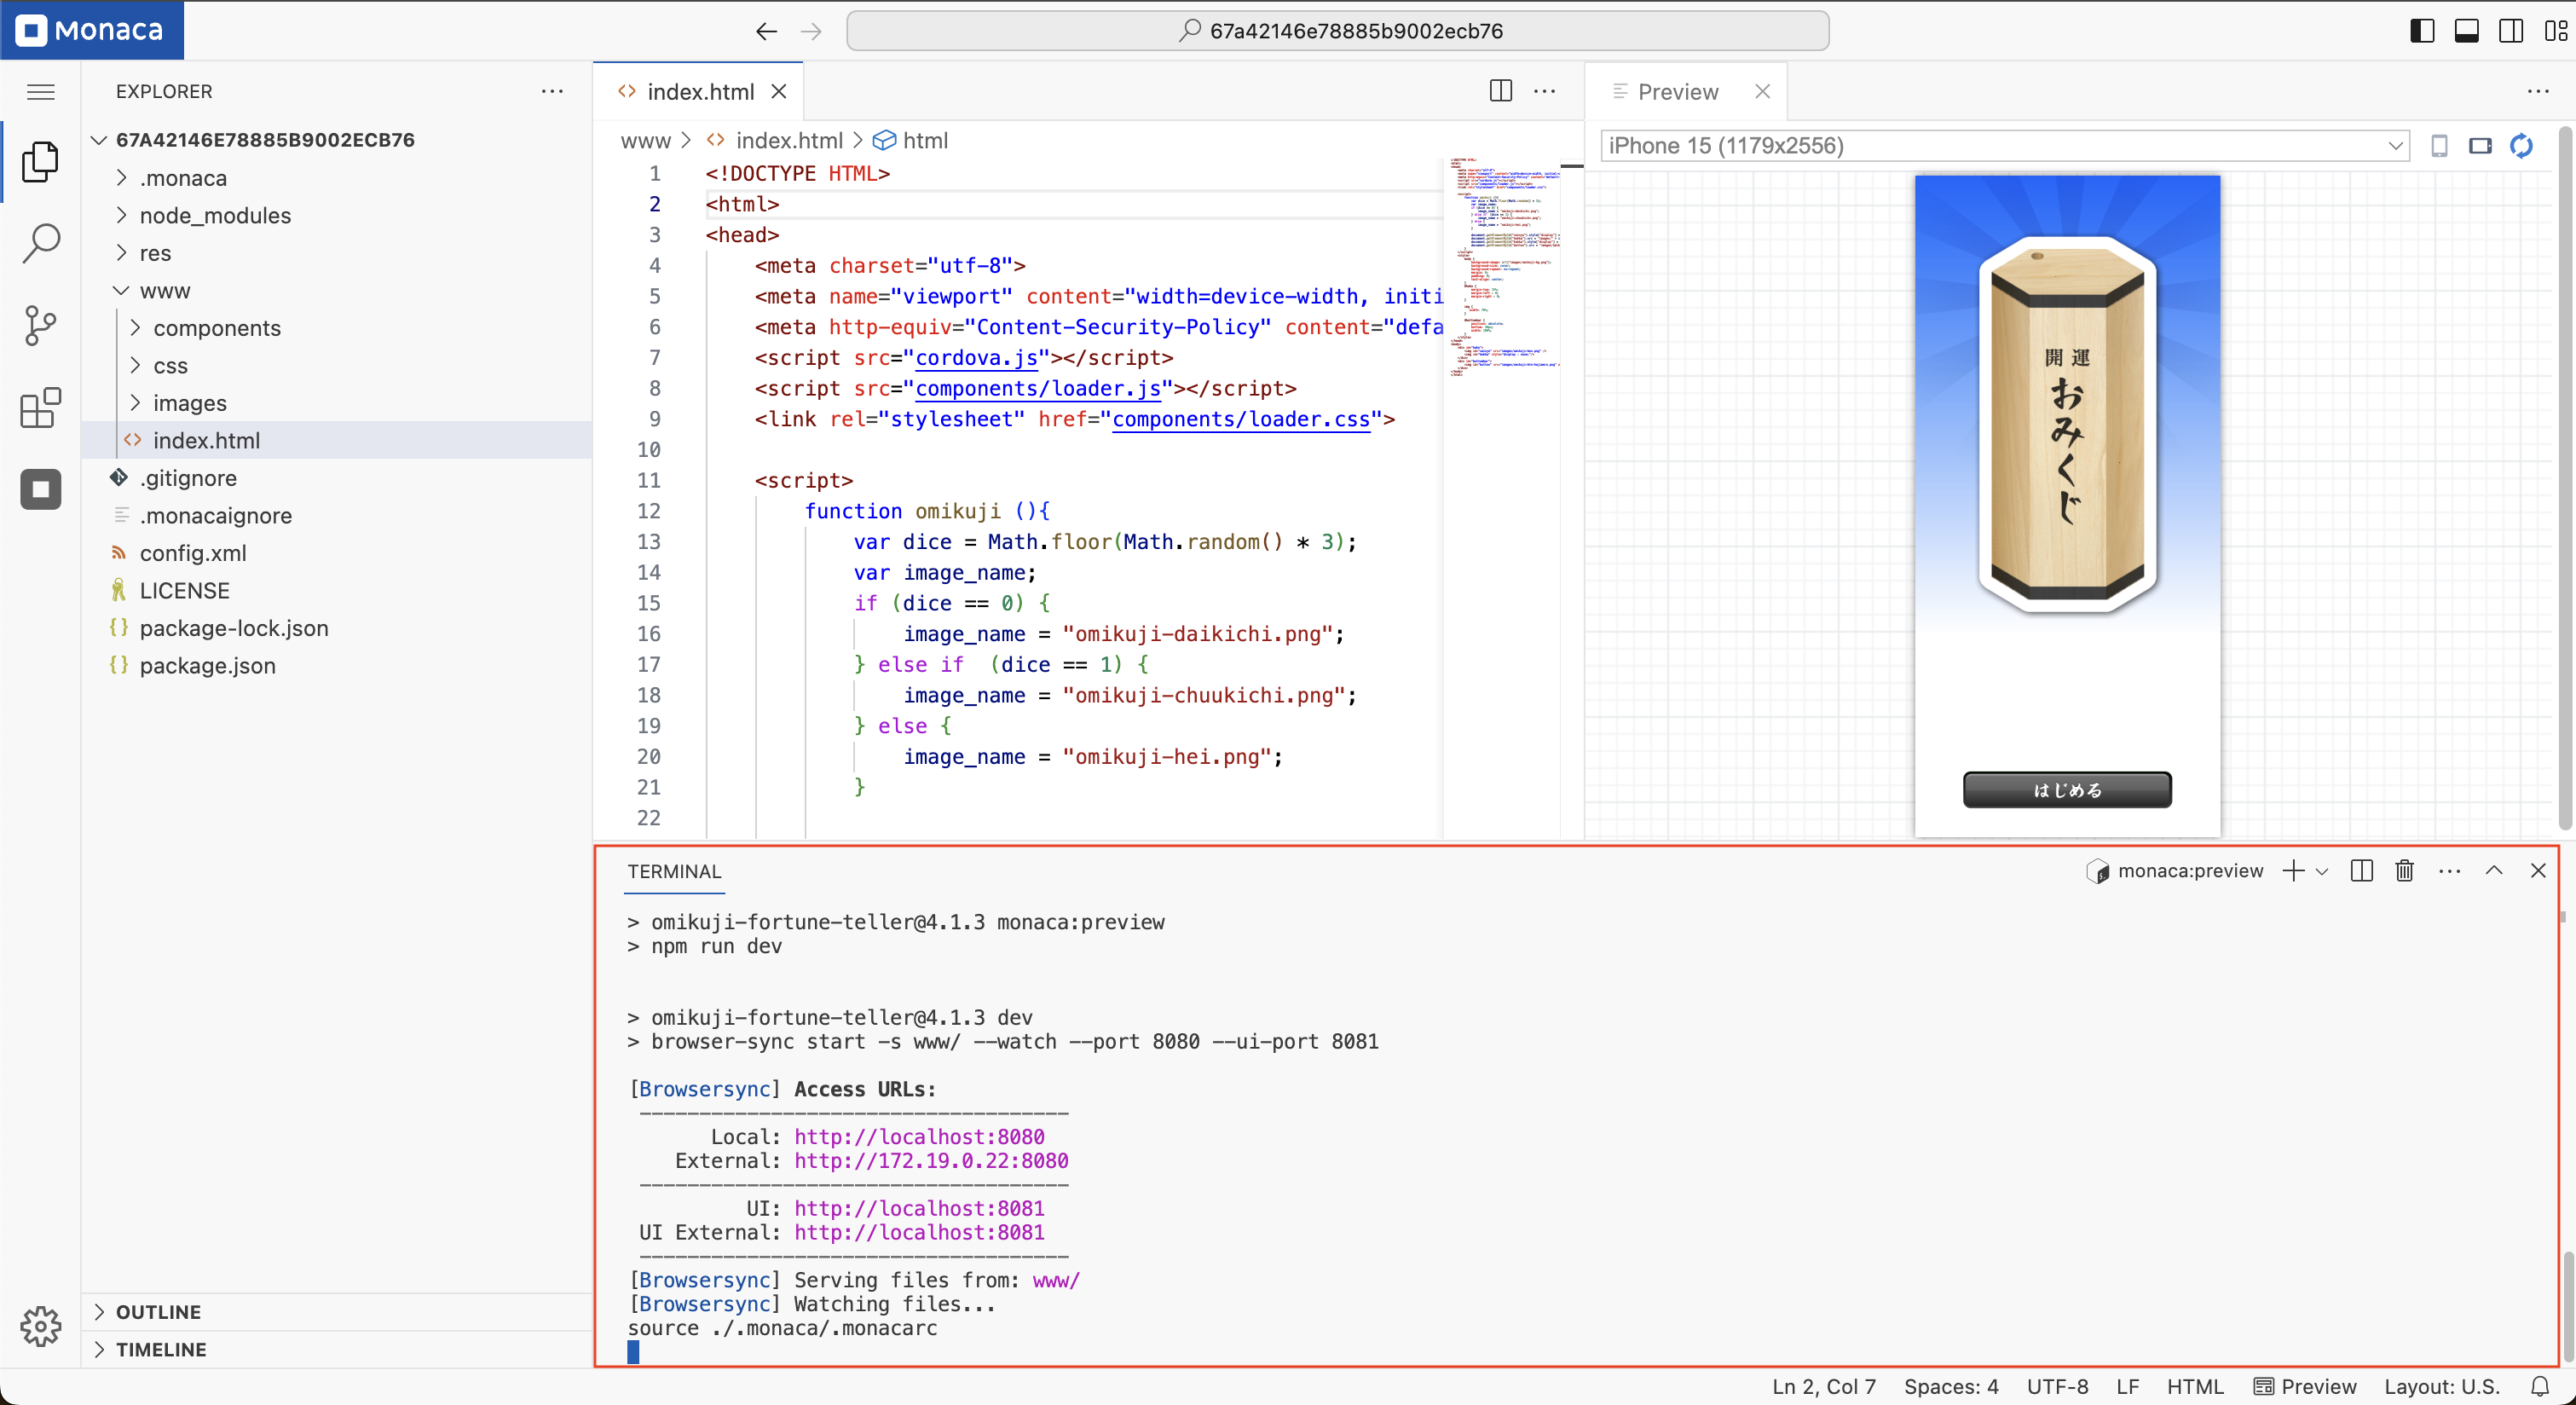 Monaca
67a42146e78885b9002ecb76
EXPLORER
67A42146E78885B9002ECB76
.monaca
node_modules
res
www
components
css
images
index.html
.gitignore
.monacaignore
config.xml
LICENSE
package-lock.json
package.json
OUTLINE
TIMELINE
index.html
www > index.html > html
1 <!DOCTYPE HTML>
2 <html>
3 <head>
4 <meta charset="utf-8">
5 <meta name="viewport" content="width=device-width, initi
6 <meta http-equiv="Content-Security-Policy" content="defa
7 <script src="cordova.js"></script>
8 <script src="components/loader.js"></script>
9 <link rel="stylesheet" href="components/loader.css">
10
11 <script>
12 function omikuji (){
13 var dice = Math.floor(Math.random() * 3);
14 var image_name;
15 if (dice == 0) {
16 image_name = "omikuji-daikichi.png";
17 } else if  (dice == 1) {
18 image_name = "omikuji-chuukichi.png";
19 } else {
20 image_name = "omikuji-hei.png";
21 }
22
Preview
iPhone 15 (1179x2556)
開運
おみくじ
はじめる
TERMINAL
monaca:preview
> omikuji-fortune-teller@4.1.3 monaca:preview
> npm run dev
> omikuji-fortune-teller@4.1.3 dev
> browser-sync start -s www/ --watch --port 8080 --ui-port 8081
[Browsersync] Access URLs:
------------------------------------
Local: http://localhost:8080
External: http://172.19.0.22:8080
------------------------------------
UI: http://localhost:8081
UI External: http://localhost:8081
------------------------------------
[Browsersync] Serving files from: www/
[Browsersync] Watching files...
source ./.monaca/.monacarc
Ln 2, Col 7 Spaces: 4 UTF-8 LF HTML Preview Layout: U.S.